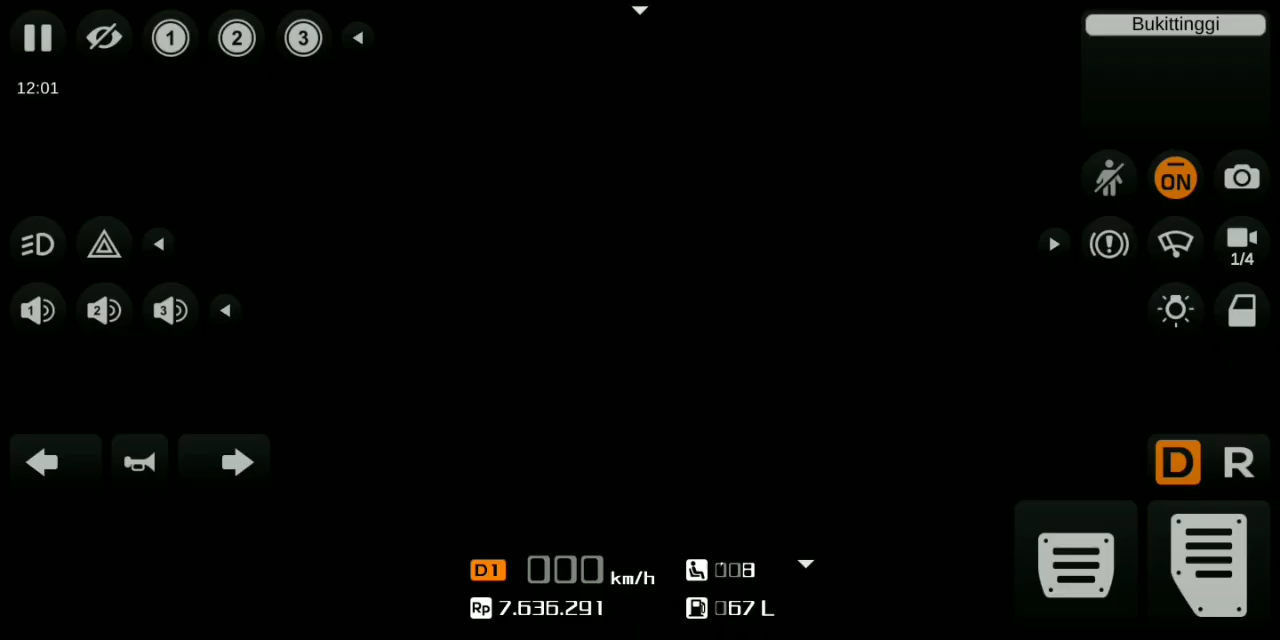 1 2 3
Bukittinggi
12:01
ON
1/4
1 2 3
D R
D1 000 km/h 008
Rp 7.636.291 067 L